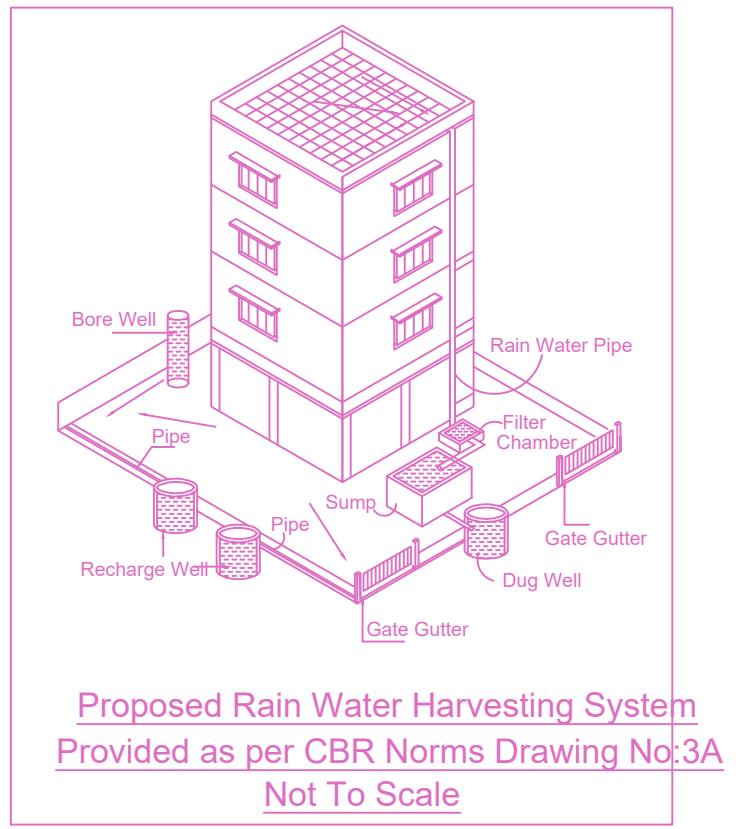 Bore Well
Rain Water Pipe
Filter
Chamber
Pipe
Sump
Pipe
Gate Gutter
Recharge Well
Dug Well
Gate Gutter
Proposed Rain Water Harvesting System
Provided as per CBR Norms Drawing No:3A
Not To Scale